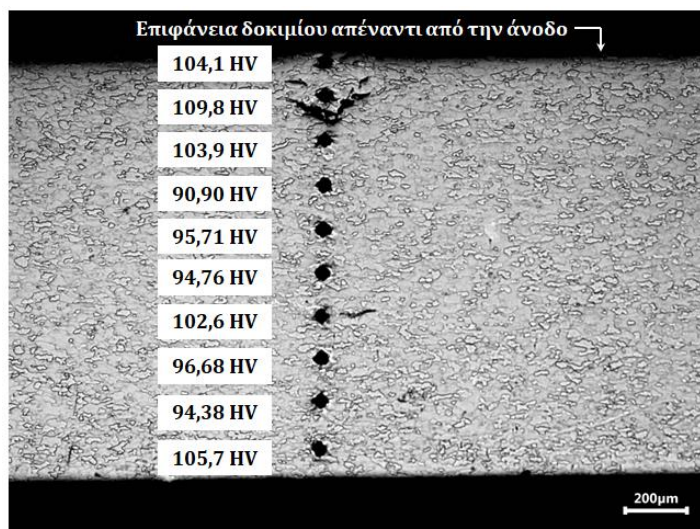 Επιφάνεια δοκιμίου απέναντι από την άνοδο
104,1 HV
109,8 HV
103,9 HV
90,90 HV
95,71 HV
94,76 HV
102,6 HV
96,68 HV
94,38 HV
105,7 HV
200μm